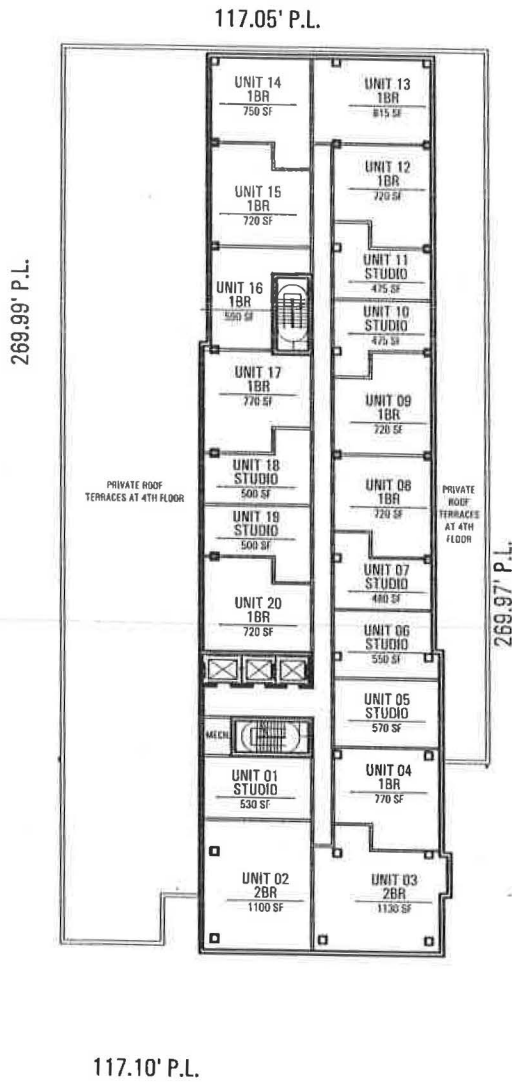 117.05' P.L.
269.99' P.L.
UNIT 14
1BR
750 SF
UNIT 13
1BR
815 SF
UNIT 15
1BR
720 SF
UNIT 12
1BR
720 SF
UNIT 11
STUDIO
475 SF
UNIT 16
1BR
590 SF
UNIT 10
STUDIO
475 SF
UNIT 17
1BR
770 SF
UNIT 09
1BR
720 SF
UNIT 18
STUDIO
500 SF
UNIT 08
1BR
720 SF
PRIVATE ROOF
TERRACES AT 4TH FLOOR
PRIVATE
ROOF
TERRACES
AT 4TH
FLOOR
UNIT 19
STUDIO
500 SF
UNIT 07
STUDIO
480 SF
269.97' P.L.
UNIT 20
1BR
720 SF
UNIT 06
STUDIO
550 SF
UNIT 05
STUDIO
570 SF
MECH.
UNIT 01
STUDIO
530 SF
UNIT 04
1BR
770 SF
UNIT 02
2BR
1100 SF
UNIT 03
2BR
1130 SF
117.10' P.L.